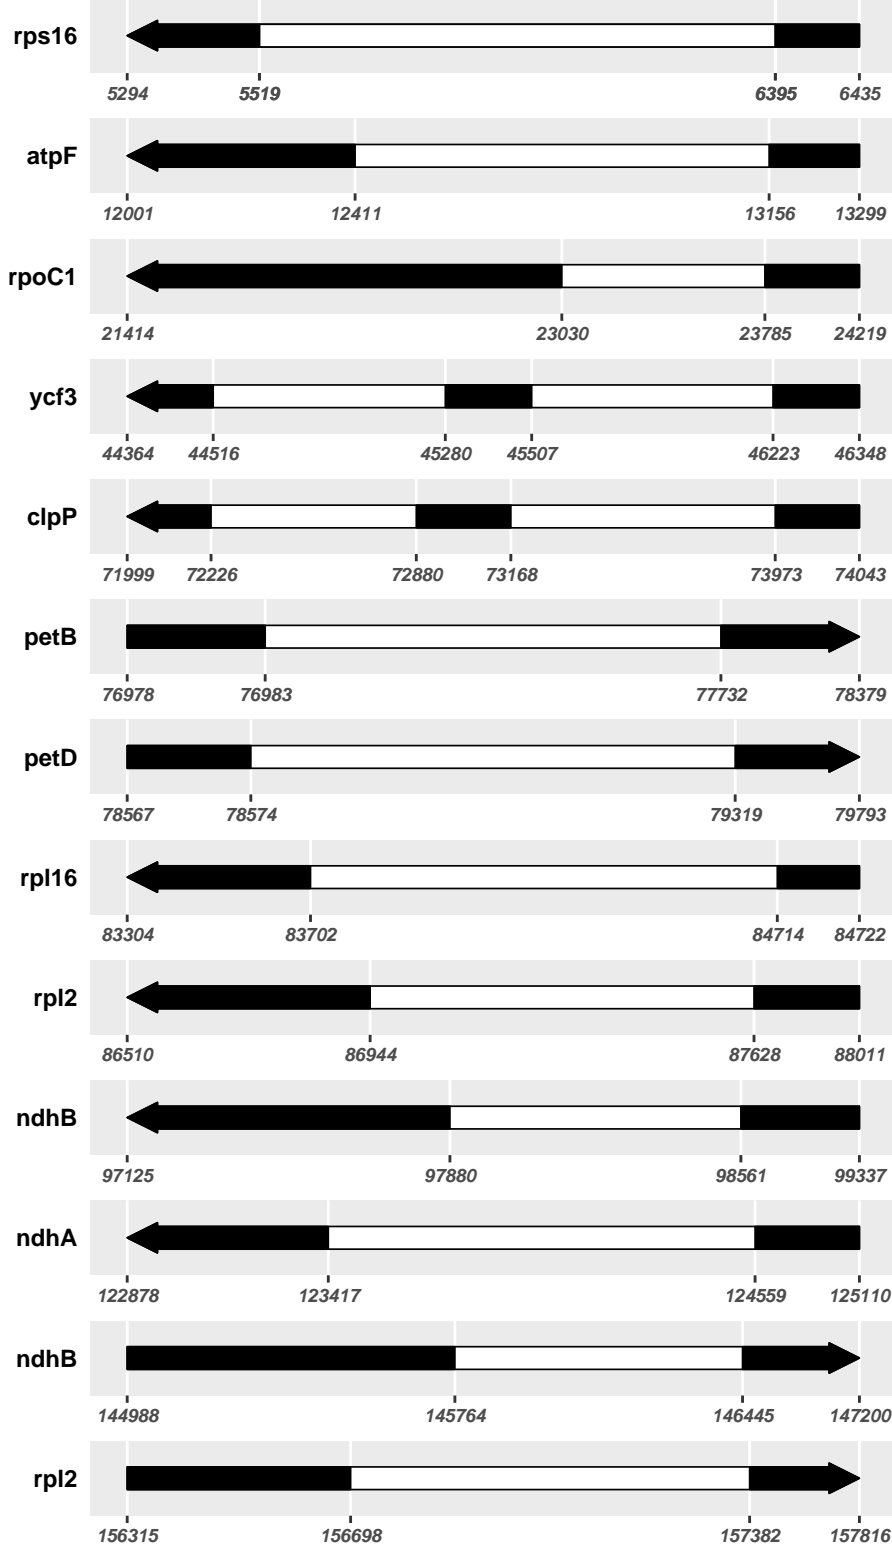 rps16
5294 5519 6395 6435
atpF
12001 12411 13156 13299
rpoC1
21414 23030 23785 24219
ycf3
44364 44516 45280 45507 46223 46348
clpP
71999 72226 72880 73168 73973 74043
petB
76978 76983 77732 78379
petD
78567 78574 79319 79793
rpl16
83304 83702 84714 84722
rpl2
86510 86944 87628 88011
ndhB
97125 97880 98561 99337
ndhA
122878 123417 124559 125110
ndhB
144988 145764 146445 147200
rpl2
156315 156698 157382 157816